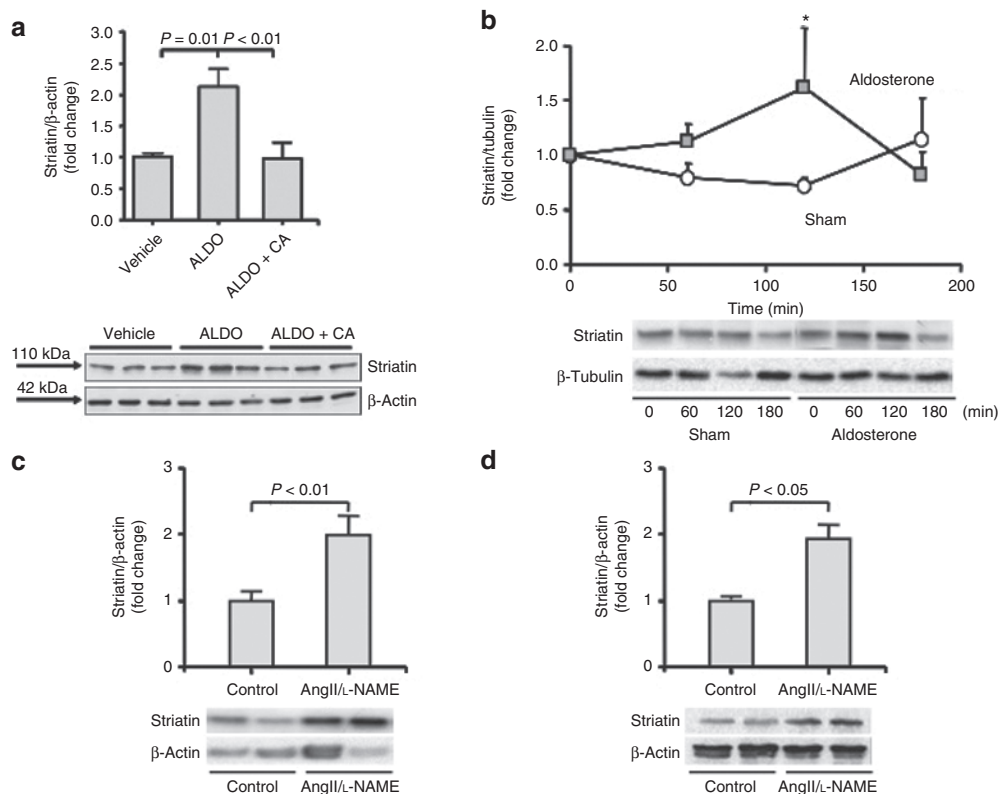 a
3.0
2.5
2.0
1.5
1.0
0.5
0.0
Striatin/β-actin
(fold change)
P = 0.01 P < 0.01
Vehicle
ALDO
ALDO + CA
Vehicle ALDO ALDO + CA
110 kDa
Striatin
42 kDa
β-Actin
b
2.0
1.5
1.0
0.5
0.0
Striatin/tubulin
(fold change)
*
Aldosterone
Sham
0 50 100 150 200
Time (min)
Striatin
β-Tubulin
0 60 120 180 0 60 120 180 (min)
Sham Aldosterone
c
3
2
1
0
Striatin/β-actin
(fold change)
P < 0.01
Control AngII/L-NAME
Striatin
β-Actin
Control AngII/L-NAME
d
3
2
1
0
Striatin/β-actin
(fold change)
P < 0.05
Control AngII/L-NAME
Striatin
β-Actin
Control AngII/L-NAME